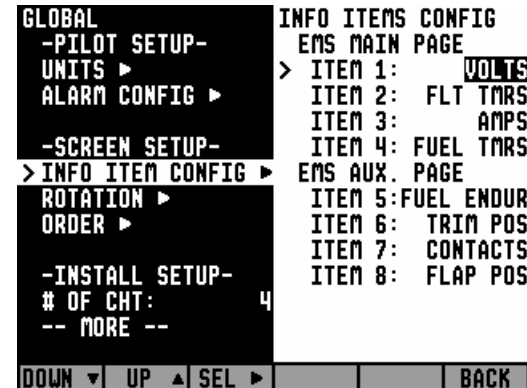 GLOBAL
-PILOT SETUP-
UNITS ▶
ALARM CONFIG ▶
-SCREEN SETUP-
>INFO ITEM CONFIG ▶
ROTATION ▶
ORDER ▶
-INSTALL SETUP-
# OF CHT: 4
-- MORE --
INFO ITEMS CONFIG
EMS MAIN PAGE
> ITEM 1: VOLTS
ITEM 2: FLT TMRS
ITEM 3: AMPS
ITEM 4: FUEL TMRS
EMS AUX. PAGE
ITEM 5:FUEL ENDUR
ITEM 6: TRIM POS
ITEM 7: CONTACTS
ITEM 8: FLAP POS
DOWN ▼ UP ▲ SEL ▶ BACK